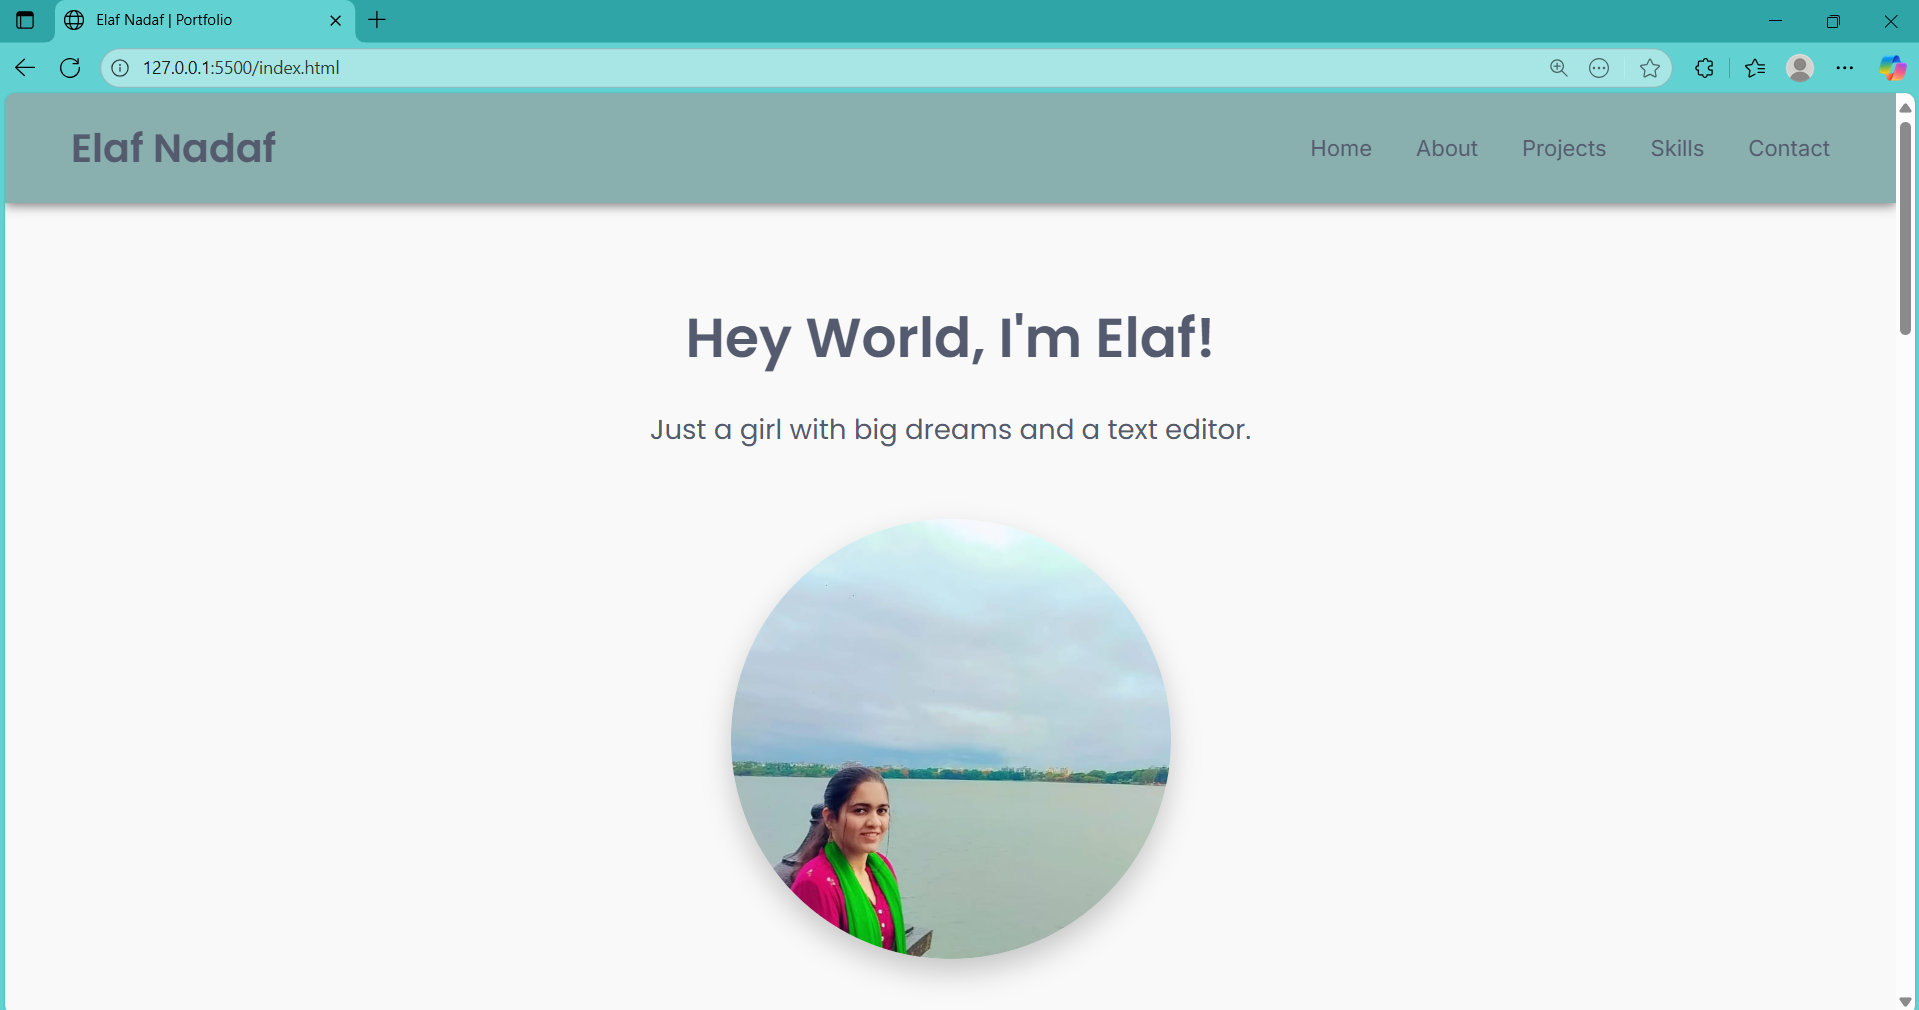 Elaf Nadaf | Portfolio
127.0.0.1:5500/index.html
Elaf Nadaf
Home About Projects Skills Contact
Hey World, I'm Elaf!
Just a girl with big dreams and a text editor.